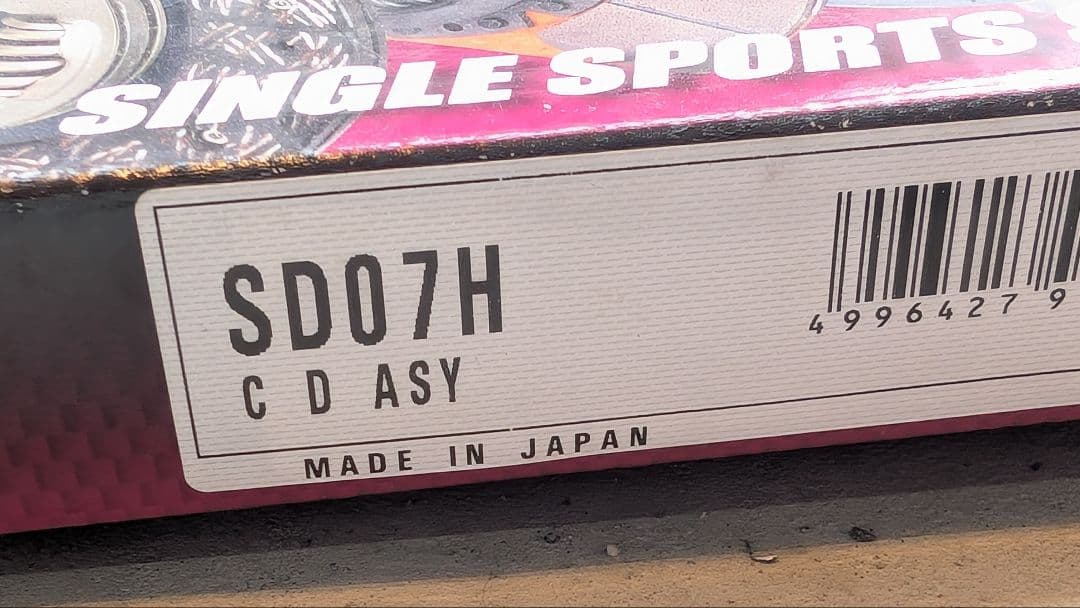 SINGLE SPORTS
SD07H
C D ASY
4996427 9
MADE IN JAPAN